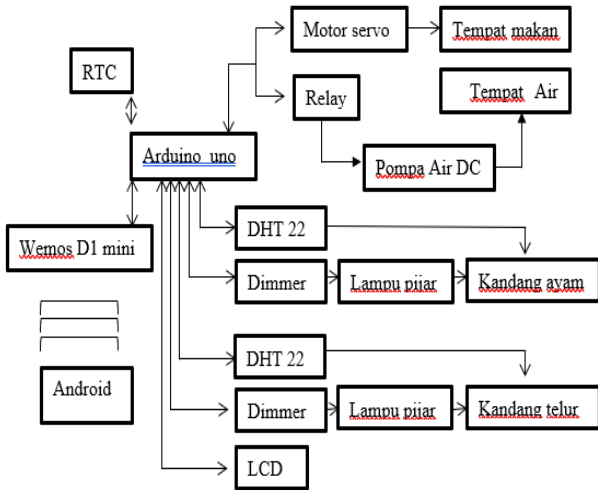 Motor servo
Tempat makan
RTC
Relay
Tempat Air
Arduino uno
Pompa Air DC
Wemos D1 mini
DHT 22
Dimmer
Lampu pijar
Kandang ayam
Android
DHT 22
Dimmer
Lampu pijar
Kandang telur
LCD